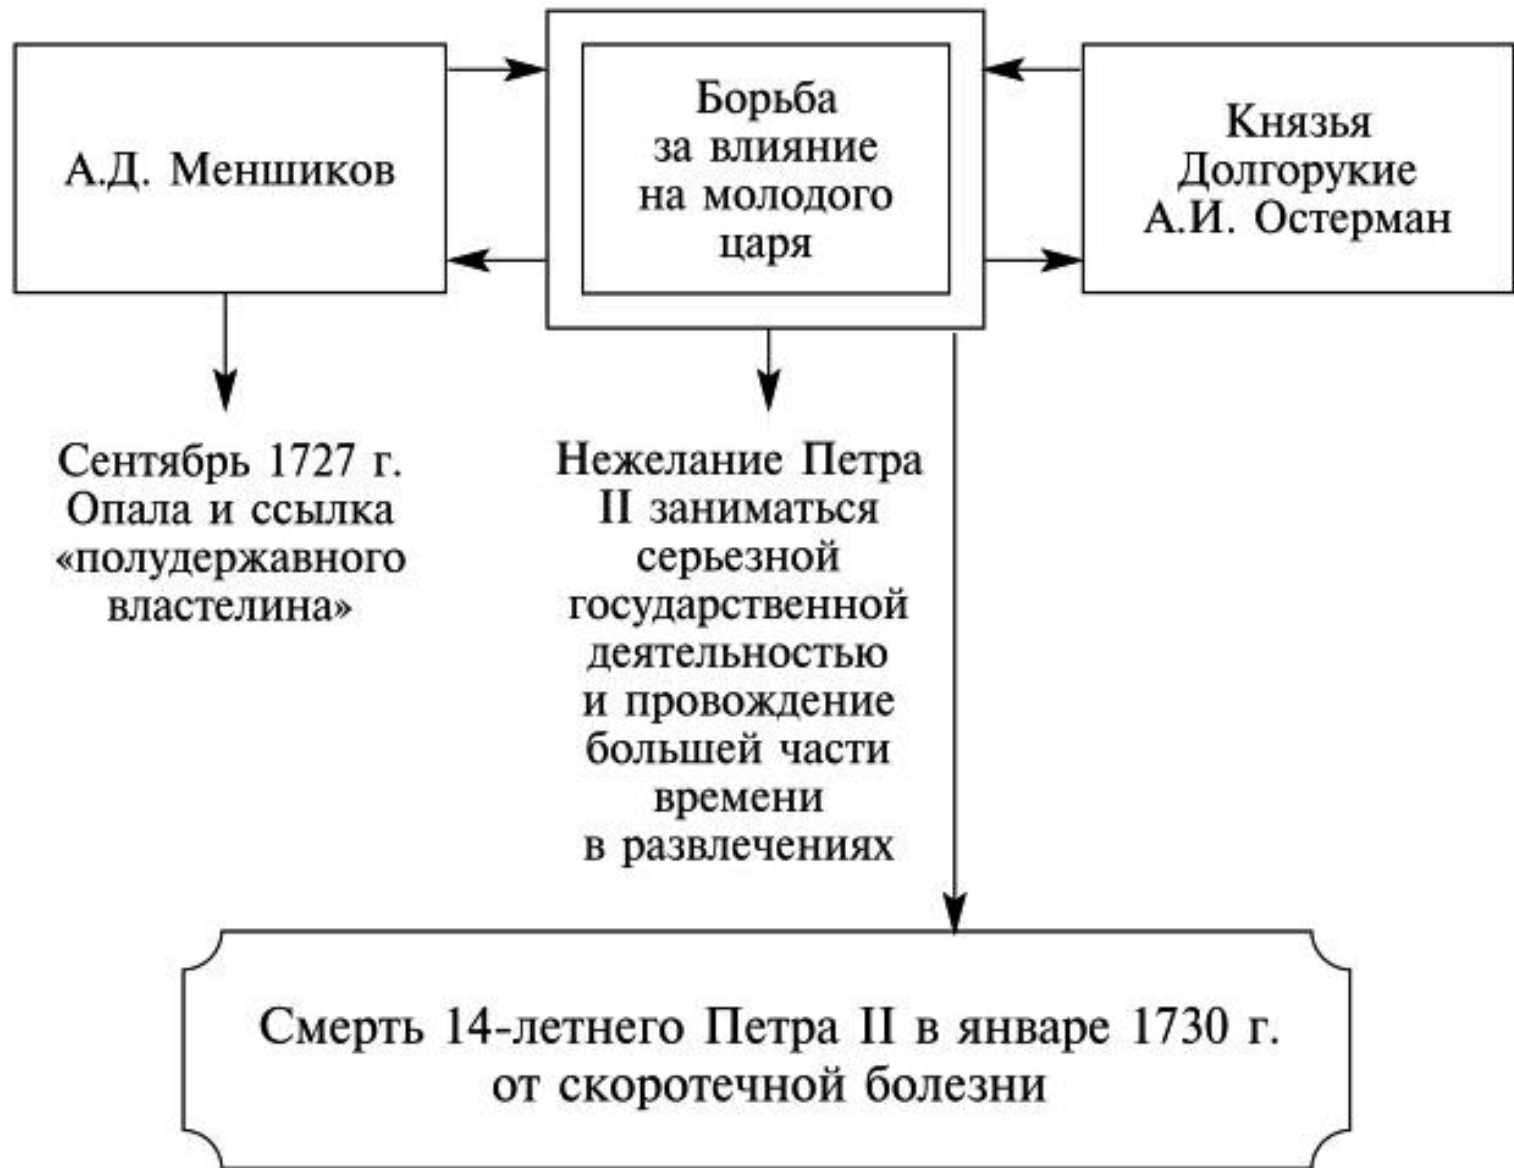 А.Д. Меншиков
Борьба
за влияние
на молодого
царя
Князья
Долгорукие
А.И. Остерман
Сентябрь 1727 г.
Опала и ссылка
«полудержавного
властелина»
Нежелание Петра
II заниматься
серьезной
государственной
деятельностью
и провождение
большей части
времени
в развлечениях
Смерть 14-летнего Петра II в январе 1730 г.
от скоротечной болезни